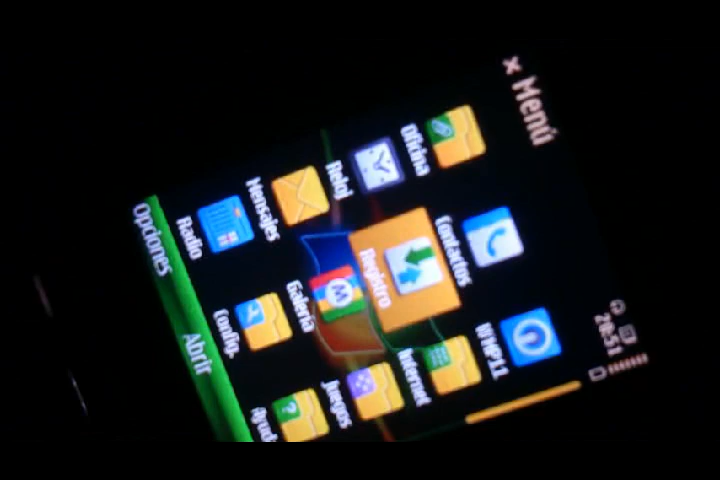 20:51
Menú
Oficina
Contactos
WMP11
Reloj
Registro
Internet
Mensajes
Galería
Juegos
Radio
Config.
Opciones
Abrir